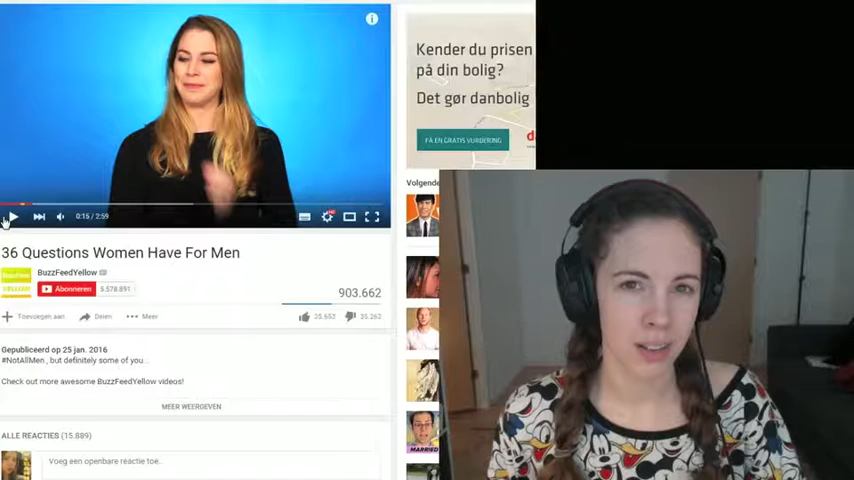 0:15 / 2:59
36 Questions Women Have For Men
BuzzFeedYellow
Abonneren 5.578.891
903.662
Toevoegen aan Delen Meer
35.262
Gepubliceerd op 25 jan. 2016
#NotAllMen , but definitely some of you...
Check out more awesome BuzzFeedYellow videos!
MEER WEERGEVEN
ALLE REACTIES (15.889)
Voeg een openbare reactie toe..
Kender du prisen
på din bolig?
Det gør danbolig
FÅ EN GRATIS VURDERING
d
Volgende
MARRIED